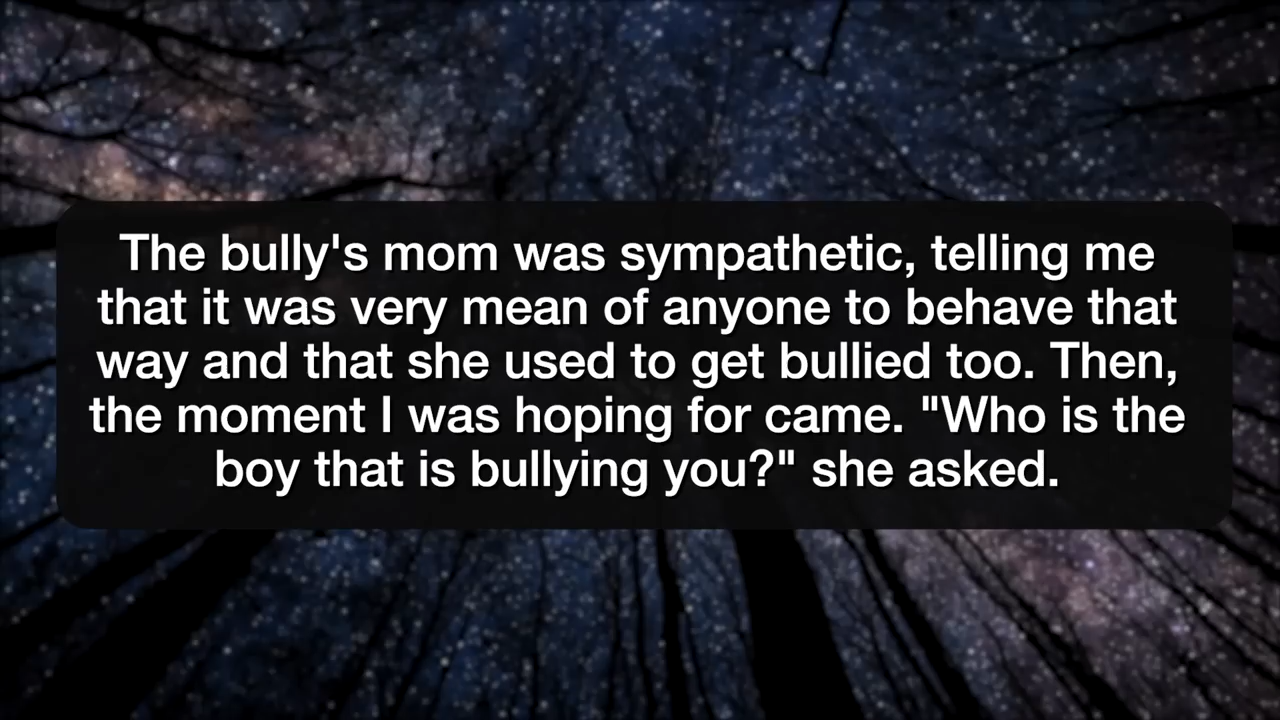 The bully's mom was sympathetic, telling me
that it was very mean of anyone to behave that
way and that she used to get bullied too. Then,
the moment I was hoping for came. "Who is the
boy that is bullying you?" she asked.